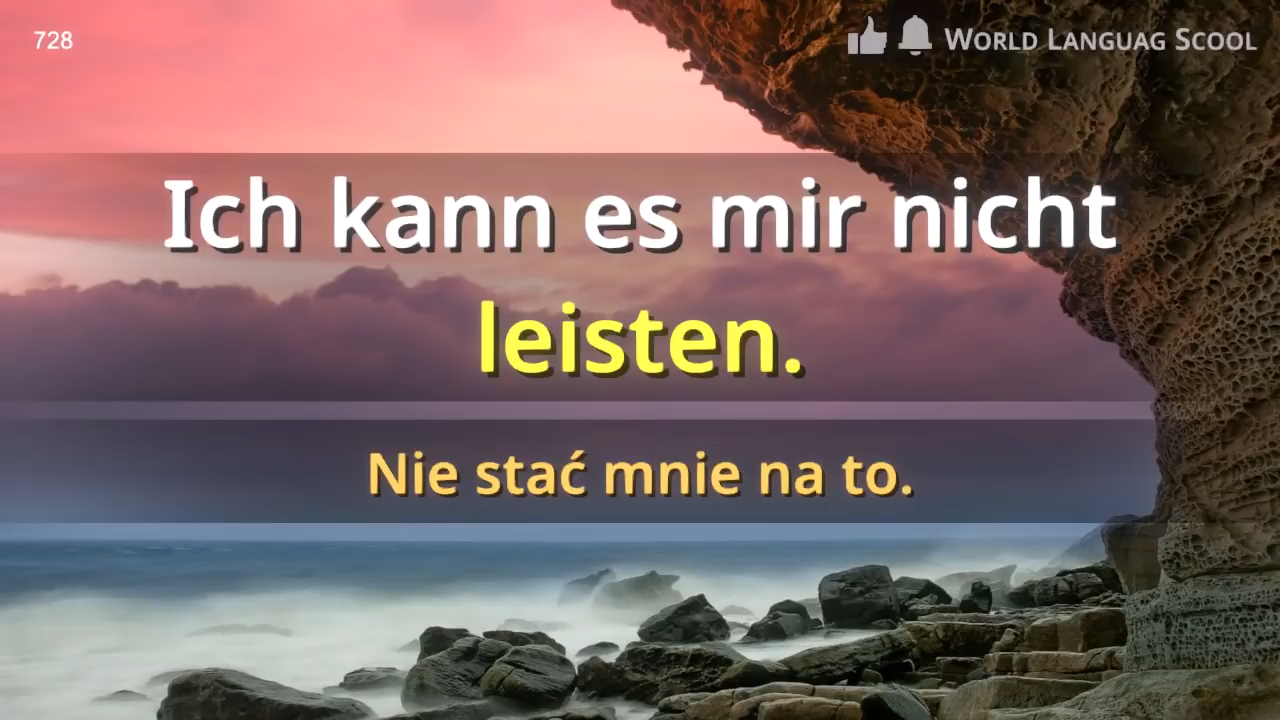 728
WORLD LANGUAG SCOOL
Ich kann es mir nicht
leisten.
Nie stać mnie na to.